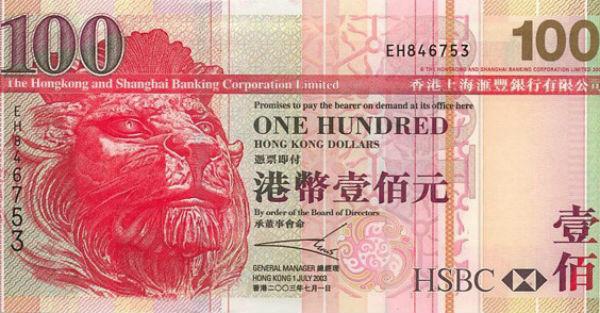 100
EH846753
100
© THE HONGKONG AND SHANGHAI BANKING CORPORATION LIMITED
The Hongkong and Shanghai Banking Corporation Limited
香港上海滙豐銀行有限公司
Promises to pay the bearer on demand at its office here
ONE HUNDRED
HONG KONG DOLLARS
憑票即付
港幣壹佰元
By order of the Board of Directors
承董事會命
GENERAL MANAGER 總經理
HONG KONG 1 JULY 2003
香港二〇〇三年七月一日
EH846753
HSBC
壹佰